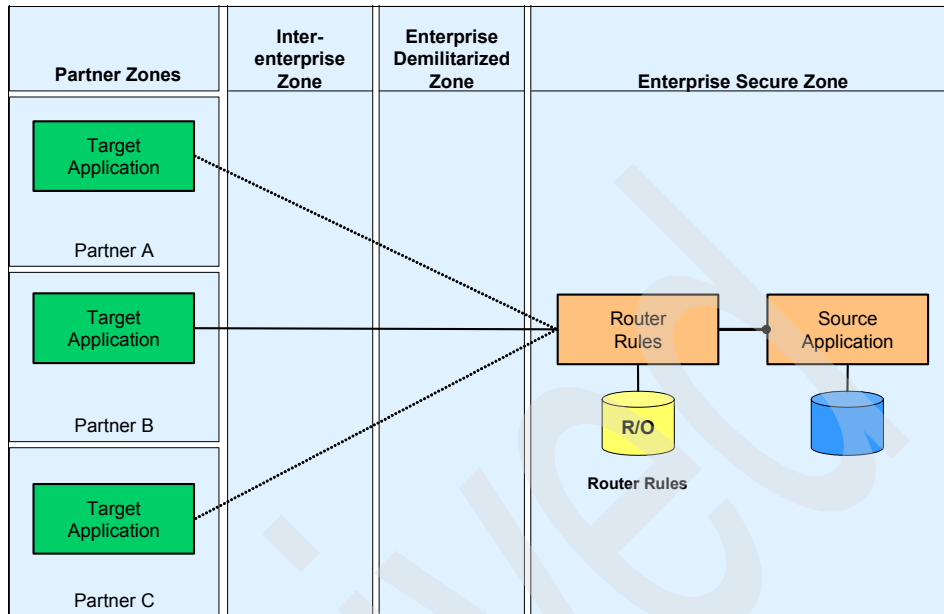 Partner Zones
Inter-
enterprise
Zone
Enterprise
Demilitarized
Zone
Enterprise Secure Zone
Target
Application
Partner A
Target
Application
Partner B
Target
Application
Partner C
Router
Rules
Source
Application
R/O
Router Rules